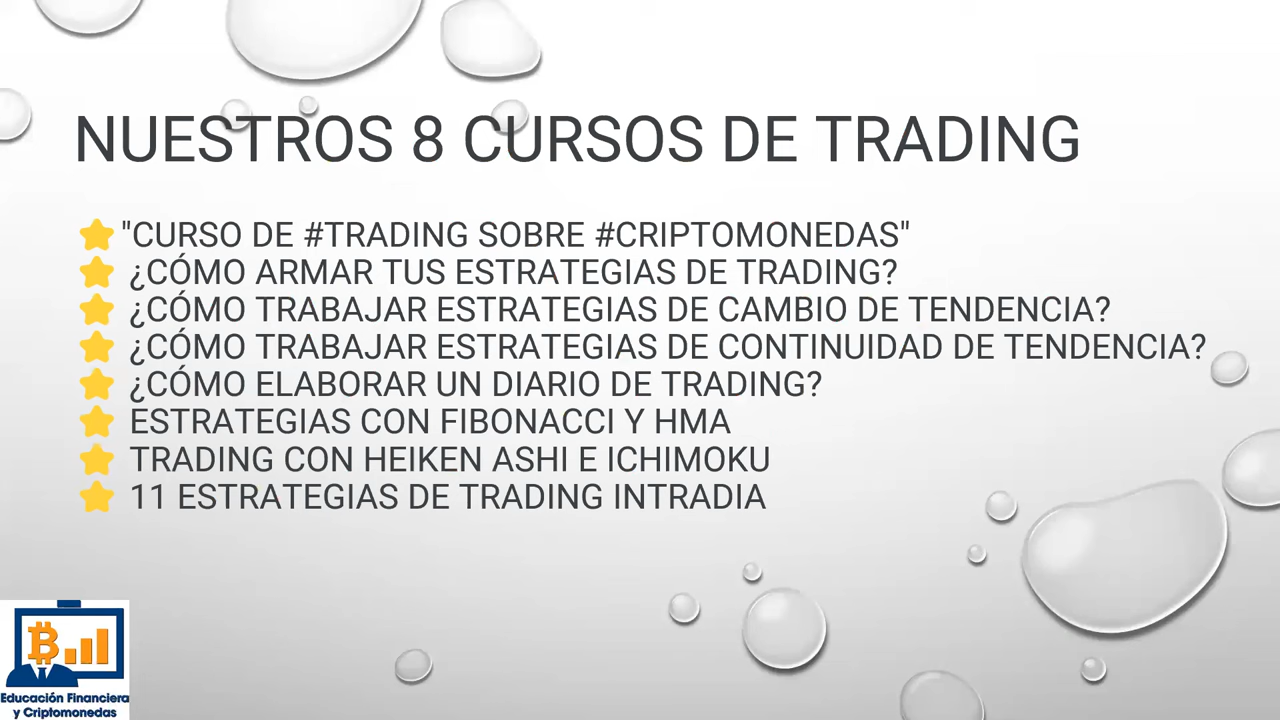 NUESTROS 8 CURSOS DE TRADING
"CURSO DE #TRADING SOBRE #CRIPTOMONEDAS"
¿CÓMO ARMAR TUS ESTRATEGIAS DE TRADING?
¿CÓMO TRABAJAR ESTRATEGIAS DE CAMBIO DE TENDENCIA?
¿CÓMO TRABAJAR ESTRATEGIAS DE CONTINUIDAD DE TENDENCIA?
¿CÓMO ELABORAR UN DIARIO DE TRADING?
ESTRATEGIAS CON FIBONACCI Y HMA
TRADING CON HEIKEN ASHI E ICHIMOKU
11 ESTRATEGIAS DE TRADING INTRADIA
Educación Financiera
y Criptomonedas